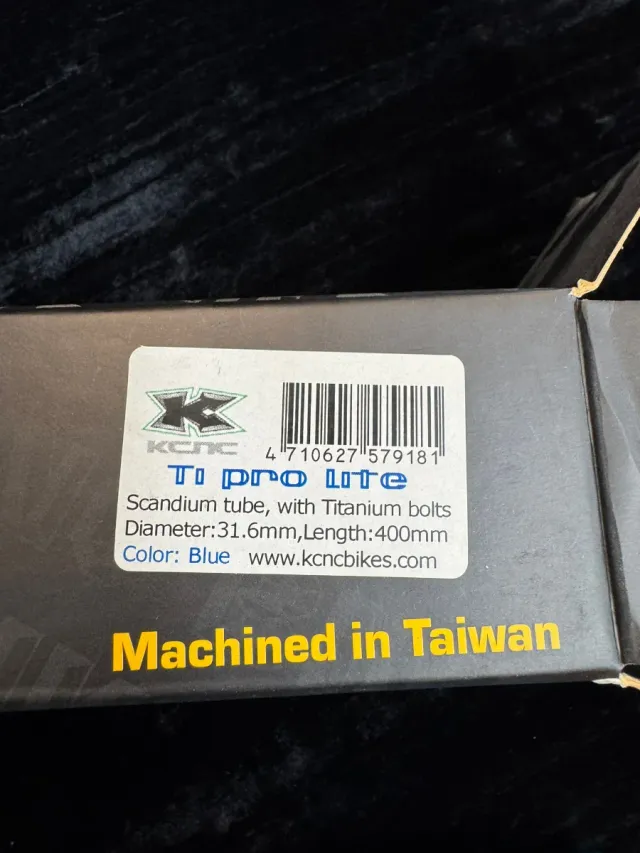 KCNC
4 710627 579181
Ti pro lite
Scandium tube, with Titanium bolts
Diameter:31.6mm,Length:400mm
Color: Blue www.kcncbikes.com
Machined in Taiwan